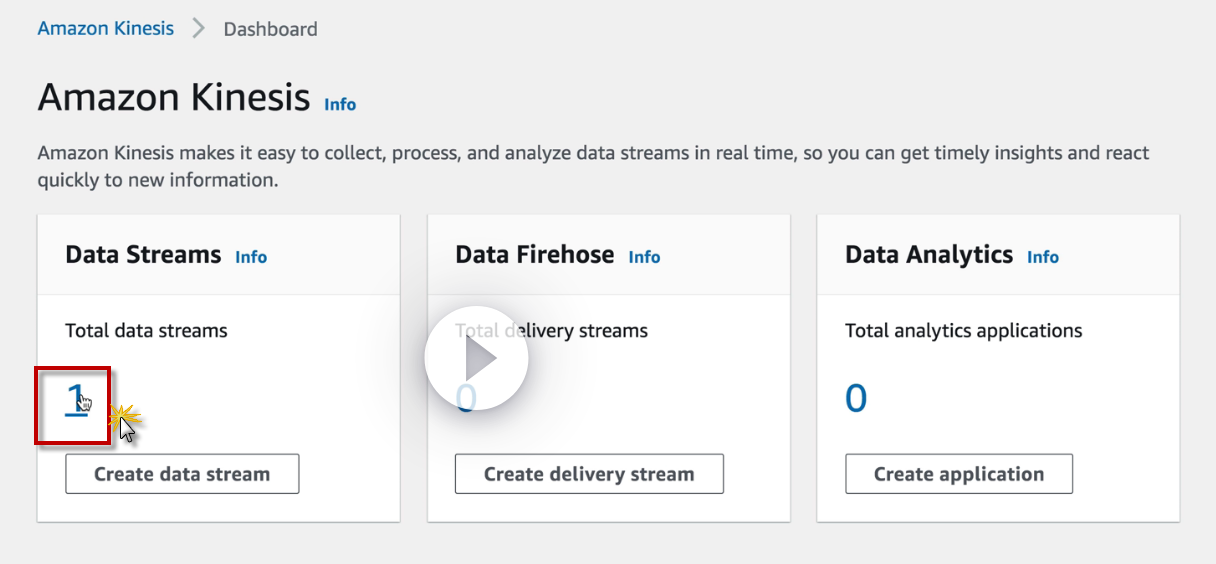 Amazon Kinesis > Dashboard
Amazon Kinesis Info
Amazon Kinesis makes it easy to collect, process, and analyze data streams in real time, so you can get timely insights and react
quickly to new information.
Data Streams Info
Total data streams
1
Create data stream
Data Firehose Info
Total delivery streams
0
Create delivery stream
Data Analytics Info
Total analytics applications
0
Create application